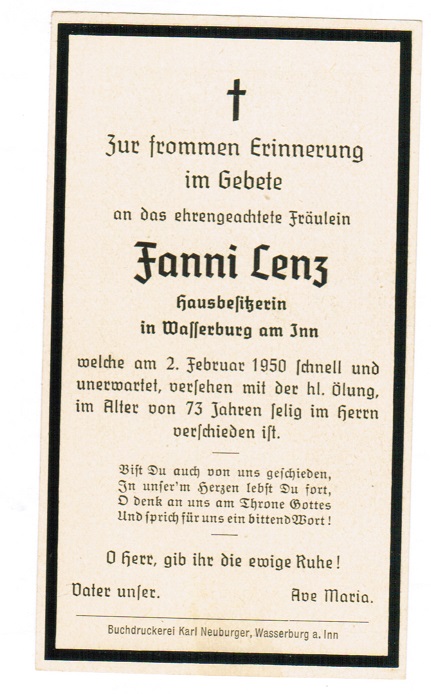 Zur frommen Erinnerung
im Gebete
an das ehrengeachtete Fräulein
Fanni Lenz
Hausbesitzerin
in Wasserburg am Inn
welche am 2. Februar 1950 schnell und
unerwartet, versehen mit der hl. Ölung,
im Alter von 73 Jahren selig im Herrn
verschieden ist.
Bist Du auch von uns geschieden,
In unser'm Herzen lebst Du fort,
O denk an uns am Throne Gottes
Und sprich für uns ein bittend Wort!
O Herr, gib ihr die ewige Ruhe!
Vater unser. Ave Maria.
Buchdruckerei Karl Neuburger, Wasserburg a. Inn